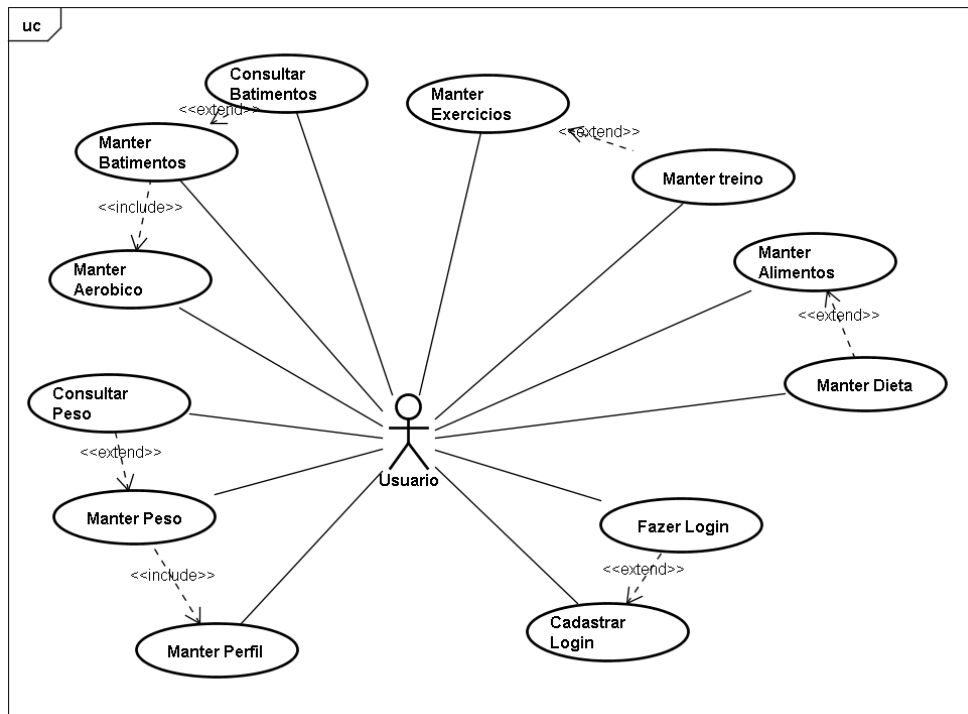 uc
Consultar
Batimentos
<<extend>>
Manter
Exercicios
<<extend>>
Manter
Batimentos
Manter treino
<<include>>
Manter
Aerobico
Manter
Alimentos
<<extend>>
Manter Dieta
Consultar
Peso
<<extend>>
Usuario
Manter Peso
Fazer Login
<<include>>
<<extend>>
Manter Perfil
Cadastrar
Login